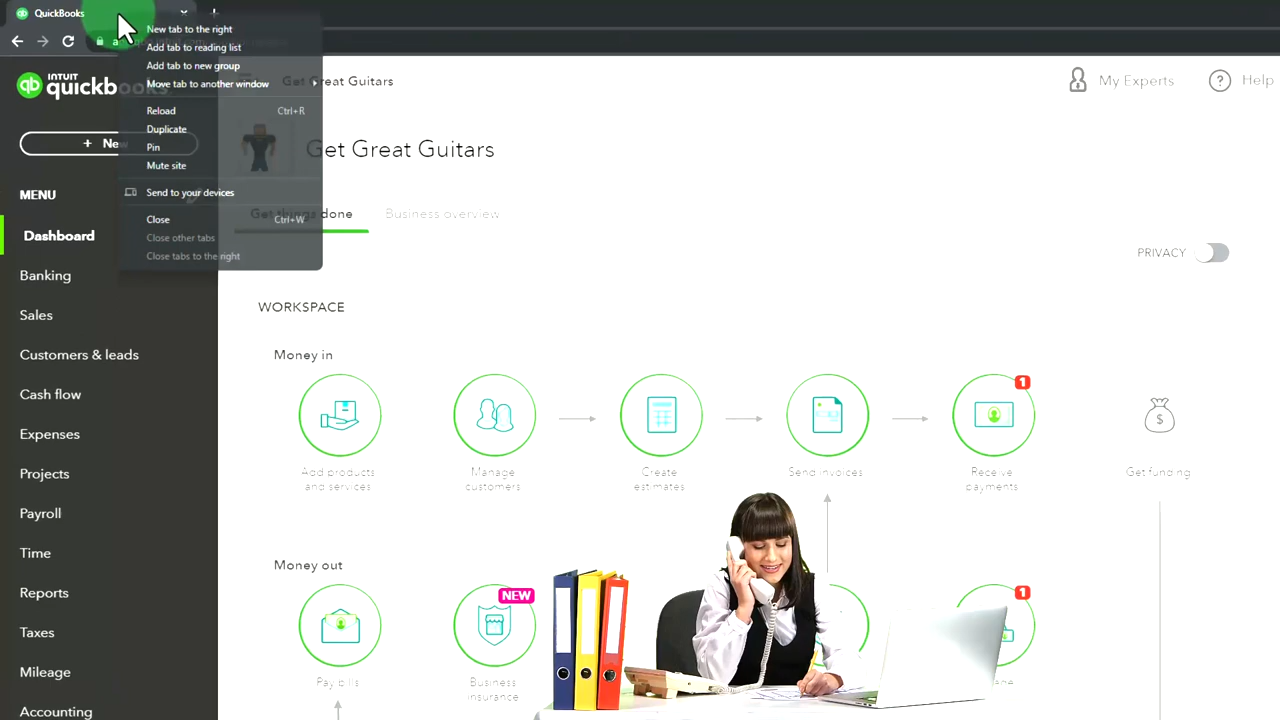 QuickBooks
New tab to the right
Add tab to reading list
Add tab to new group
Move tab to another window
Reload Ctrl+R
Duplicate
Pin
Mute site
Send to your devices
Close Ctrl+W
Close other tabs
Close tabs to the right
INTUIT
quickbooks
Get Great Guitars
My Experts
Help
+ New
Get Great Guitars
MENU
Get things done
Business overview
Dashboard
PRIVACY
Banking
Sales
Customers & leads
Cash flow
Expenses
Projects
Payroll
Time
Reports
Taxes
Mileage
Accounting
WORKSPACE
Money in
1
Add products
and services
Manage
customers
Create
estimates
Send invoices
Receive
payments
Get funding
$
Money out
NEW
1
Pay bills
Business
insurance